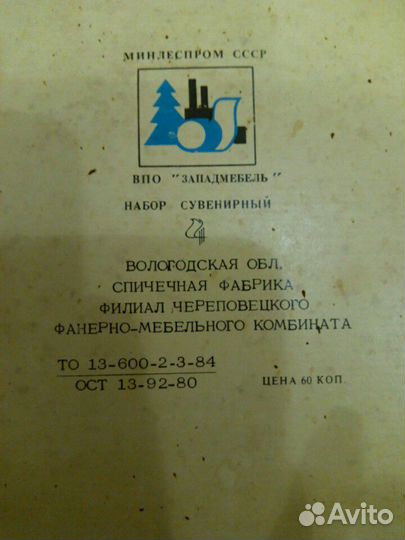 МИНЛЕСПРОМ СССР
ВПО "ЗАПАДМЕБЕЛЬ"
НАБОР СУВЕНИРНЫЙ
ВОЛОГОДСКАЯ ОБЛ.
СПИЧЕЧНАЯ ФАБРИКА
ФИЛИАЛ ЧЕРЕПОВЕЦКОГО
ФАНЕРНО-МЕБЕЛЬНОГО КОМБИНАТА
ТО 13-600-2-3-84
ОСТ 13-92-80 ЦЕНА 60 КОП.
Avito